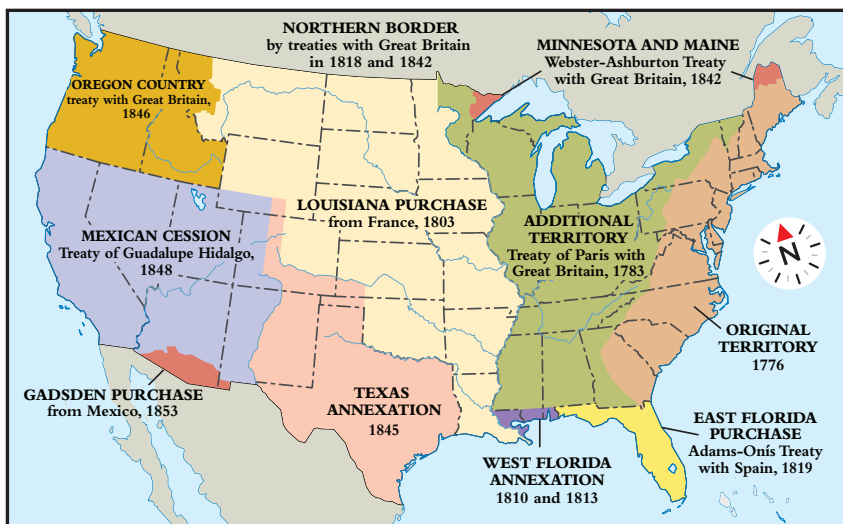 NORTHERN BORDER
by treaties with Great Britain
in 1818 and 1842
MINNESOTA AND MAINE
Webster-Ashburton Treaty
with Great Britain, 1842
OREGON COUNTRY
treaty with Great Britain,
1846
LOUISIANA PURCHASE
from France, 1803
MEXICAN CESSION
Treaty of Guadalupe Hidalgo,
1848
ADDITIONAL
TERRITORY
Treaty of Paris with
Great Britain, 1783
N
ORIGINAL
TERRITORY
1776
GADSDEN PURCHASE
from Mexico, 1853
TEXAS
ANNEXATION
1845
EAST FLORIDA
PURCHASE
Adams-Onís Treaty
with Spain, 1819
WEST FLORIDA
ANNEXATION
1810 and 1813